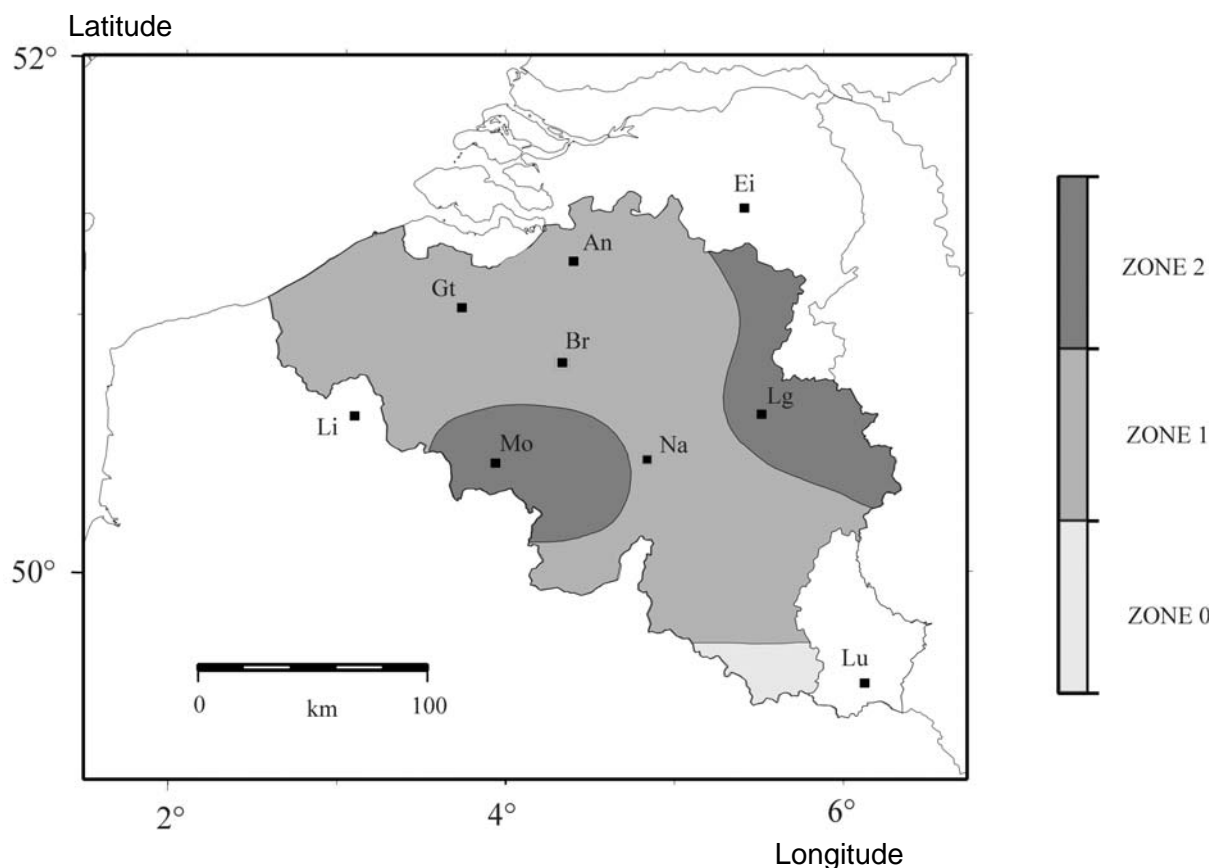 Latitude
52°
Ei
An
Gt
Br
Li
Lg
Mo
Na
50°
Lu
0
km
100
2°
4°
6°
Longitude
ZONE 2
ZONE 1
ZONE 0